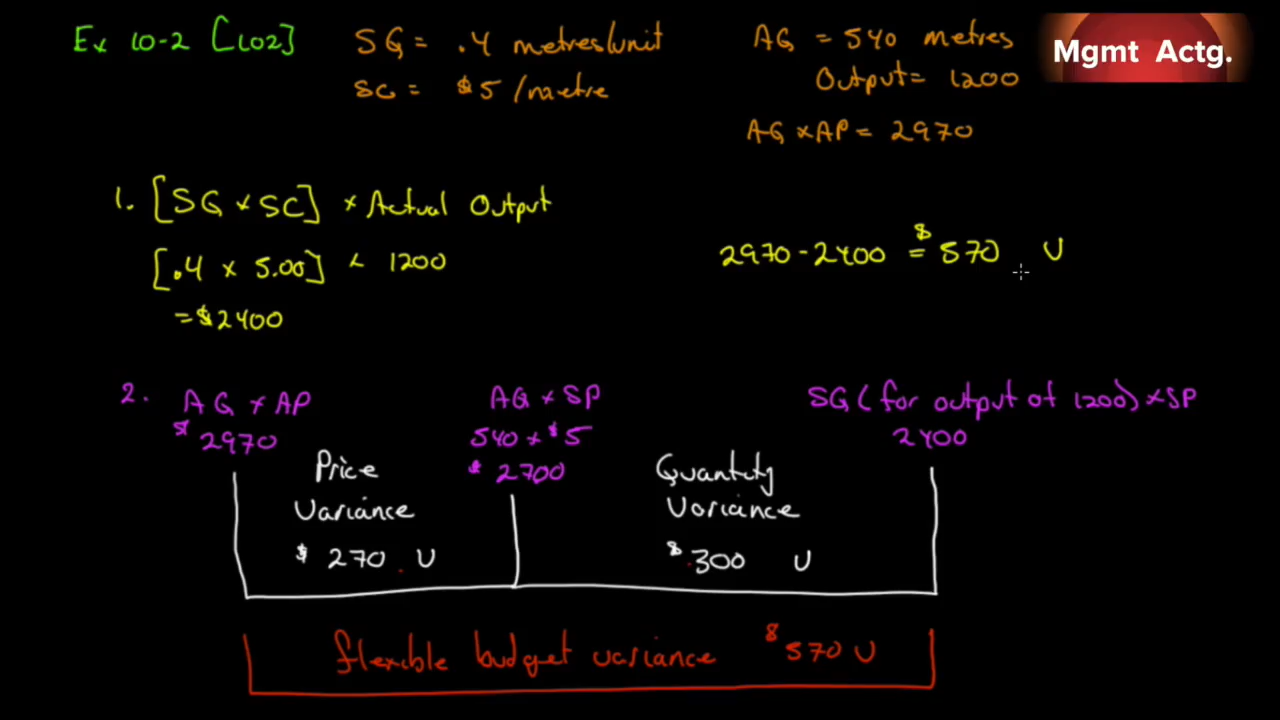 Ex 10-2 [LO2]
SQ = .4 metres/unit
SC = $5/metre
AQ = 540 metres
Output = 1200
AQ x AP = 2970
Mgmt Actg.
1. [SQ x SC] x Actual Output
[.4 x 5.00] x 1200
= $2400
2970 - 2400 = $570 U
2. AQ x AP
$2970
AQ x SP
540 x $5
$2700
SQ (for output of 1200) x SP
2400
Price
Variance
$270 U
Quantity
Variance
$300 U
flexible budget variance $570 U